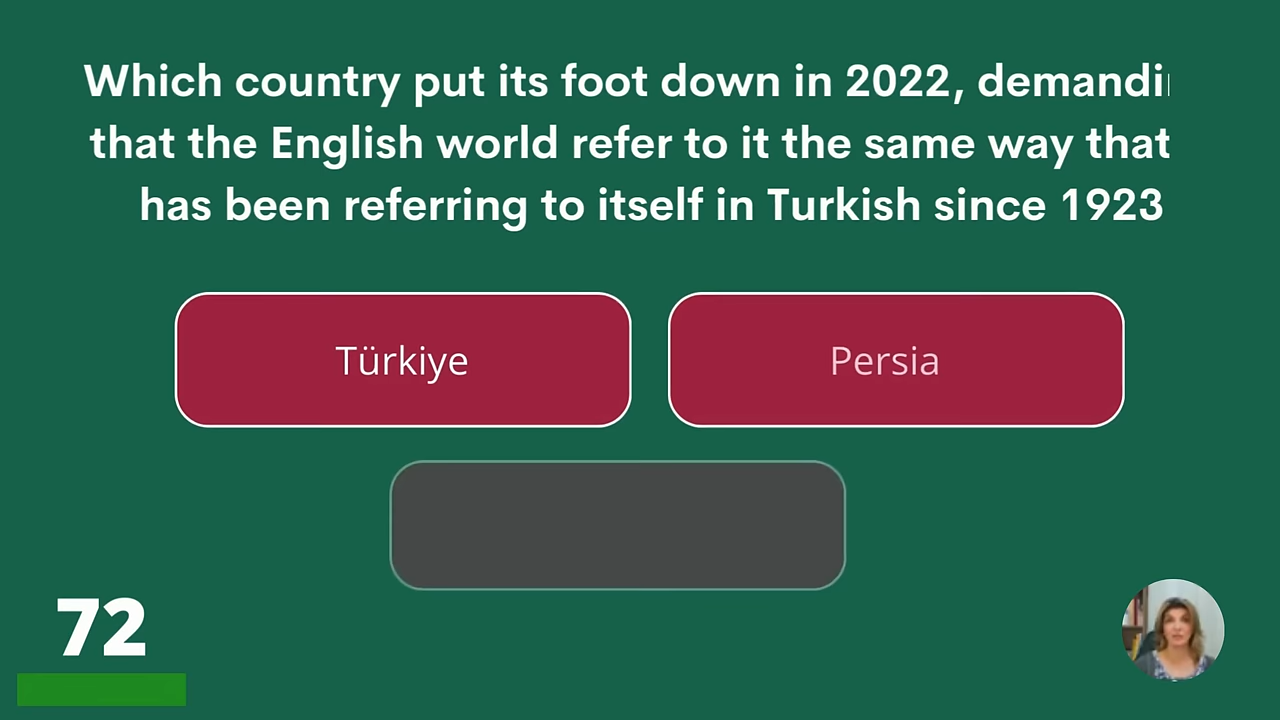 Which country put its foot down in 2022, demandi
that the English world refer to it the same way that
has been referring to itself in Turkish since 1923
Türkiye
Persia
72